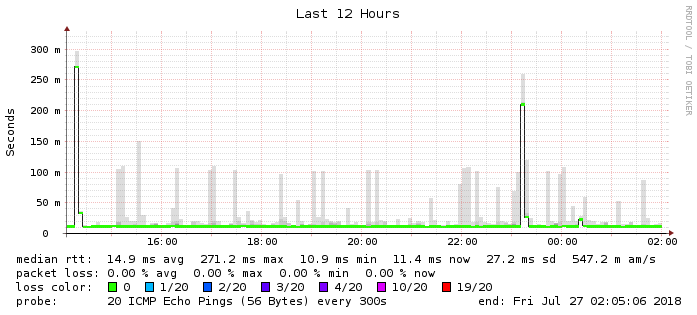 Last 12 Hours
RRDTOOL / TOBI OETIKER
Seconds
300 m
250 m
200 m
150 m
100 m
50 m
0
16:00 18:00 20:00 22:00 00:00 02:00
median rtt: 14.9 ms avg 271.2 ms max 10.9 ms min 11.4 ms now 27.2 ms sd 547.2 m am/s
packet loss: 0.00 % avg 0.00 % max 0.00 % min 0.00 % now
loss color: 0 1/20 2/20 3/20 4/20 10/20 19/20
probe: 20 ICMP Echo Pings (56 Bytes) every 300s end: Fri Jul 27 02:05:06 2018